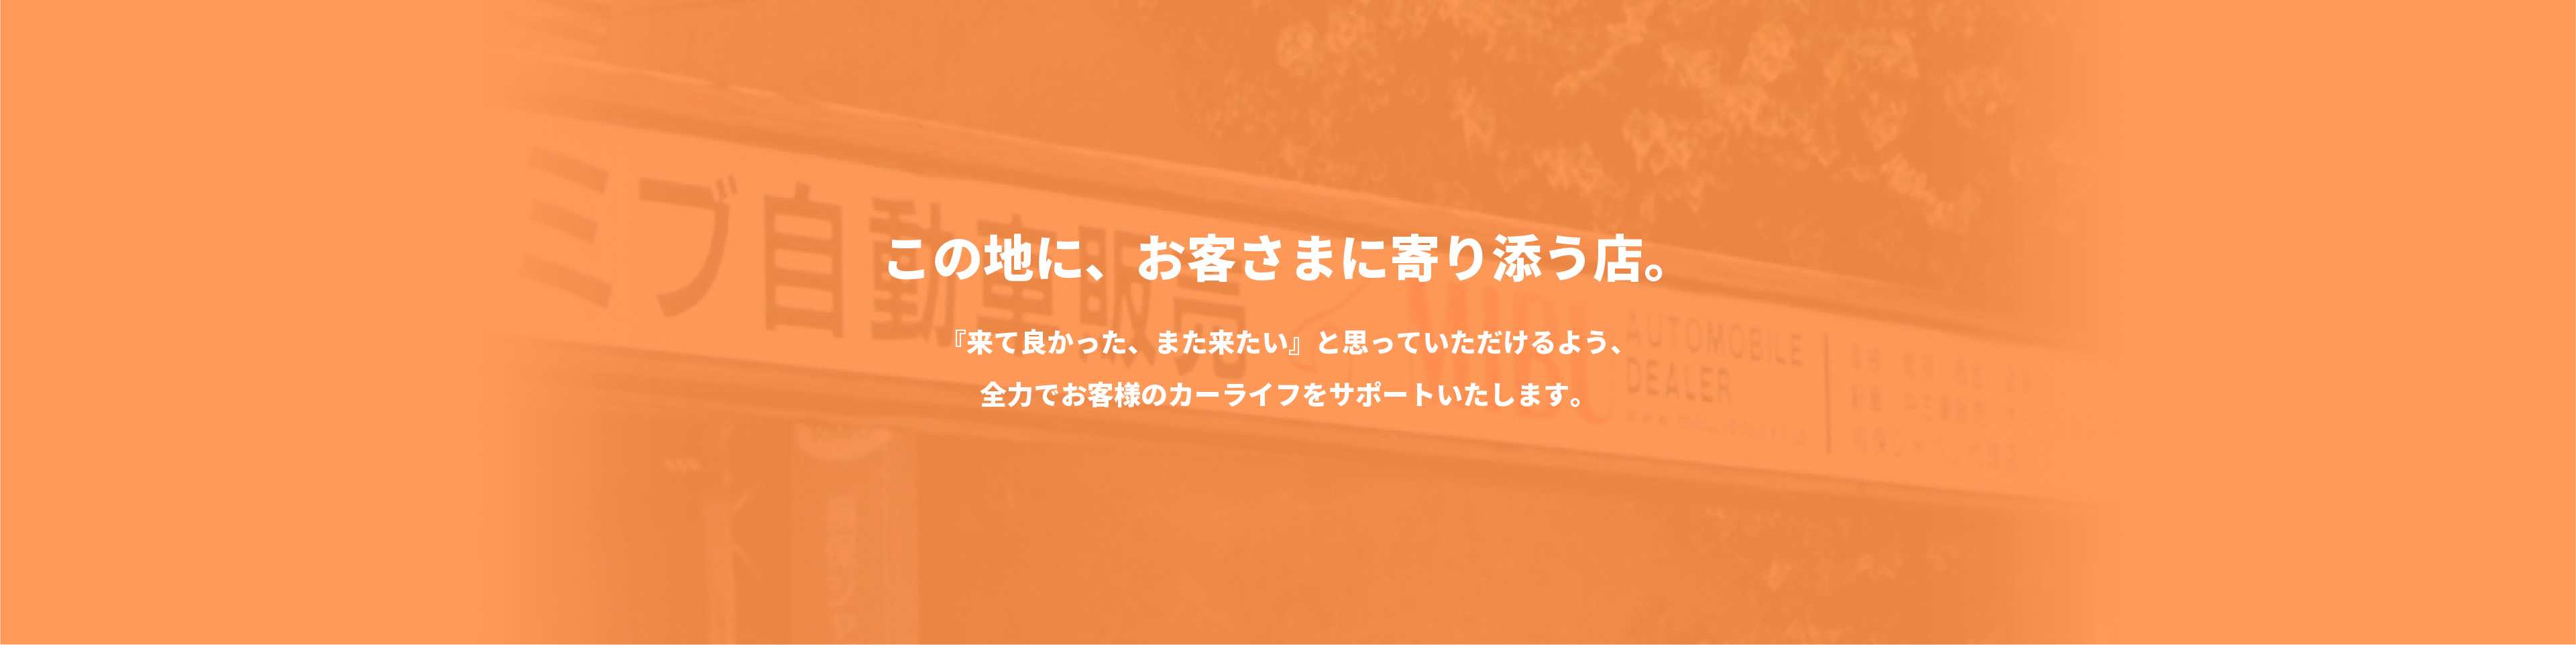 この地に、お客さまに寄り添う店。
『来て良かった、また来たい』と思っていただけるよう、
全力でお客様のカーライフをサポートいたします。
ミブ自動車販売
MIBU
AUTOMOBILE
DEALER